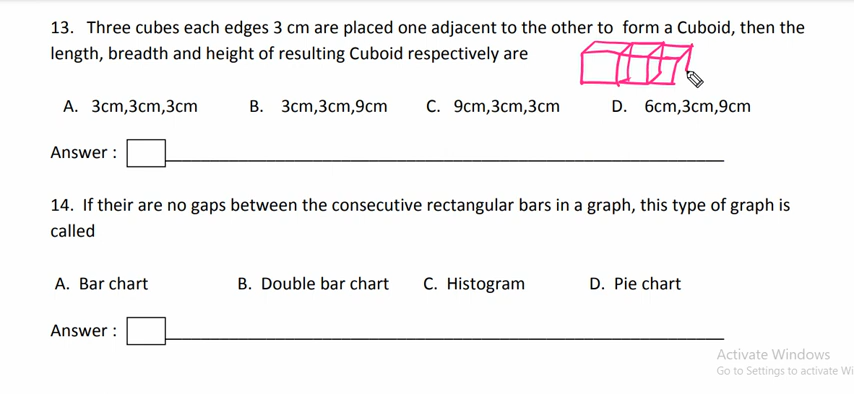 13. Three cubes each edges 3 cm are placed one adjacent to the other to form a Cuboid, then the
length, breadth and height of resulting Cuboid respectively are
A. 3cm,3cm,3cm B. 3cm,3cm,9cm C. 9cm,3cm,3cm D. 6cm,3cm,9cm
Answer :
14. If their are no gaps between the consecutive rectangular bars in a graph, this type of graph is
called
A. Bar chart B. Double bar chart C. Histogram D. Pie chart
Answer :
Activate Windows
Go to Settings to activate Wi